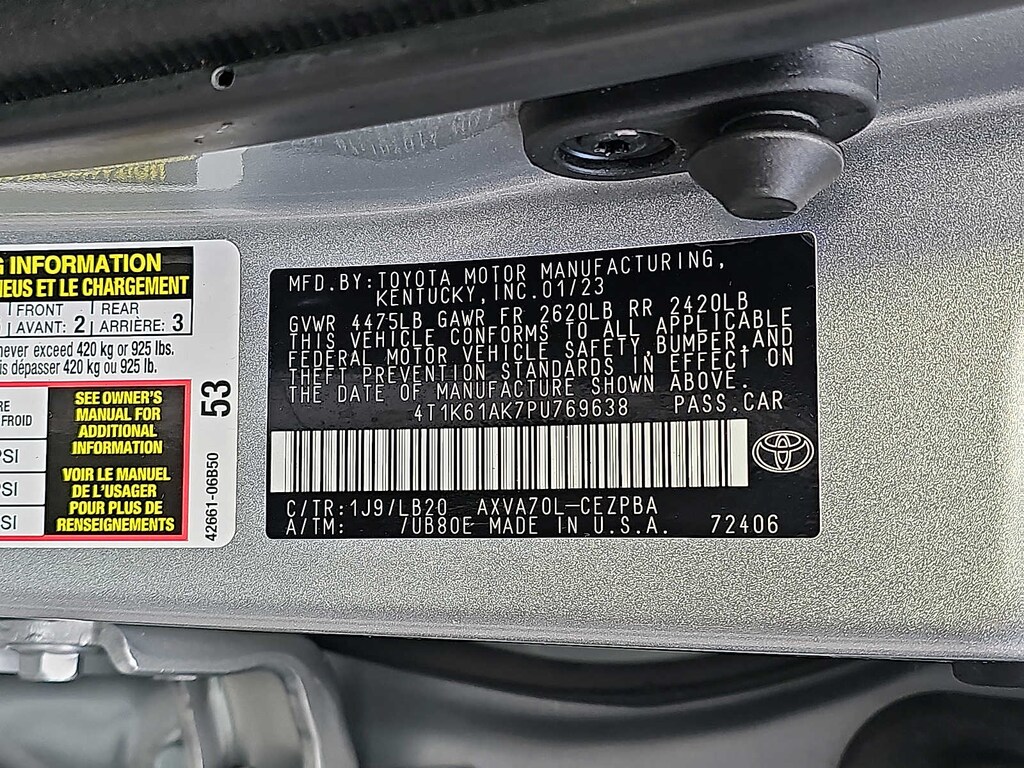 G INFORMATION
NEUS ET LE CHARGEMENT
FRONT
AVANT: 2
REAR
ARRIÈRE: 3
never exceed 420 kg or 925 lbs.
is dépasser 420 kg ou 925 lb.
RE
FROID
PSI
PSI
PSI
SEE OWNER'S
MANUAL FOR
ADDITIONAL
INFORMATION
VOIR LE MANUEL
DE L'USAGER
POUR PLUS DE
RENSEIGNEMENTS
53
42661-06B50
MFD.BY:TOYOTA MOTOR MANUFACTURING,
KENTUCKY,INC.01/23
GVWR 4475LB GAWR FR 2620LB RR 2420LB
THIS VEHICLE CONFORMS TO ALL APPLICABLE
FEDERAL MOTOR VEHICLE SAFETY,BUMPER,AND
THEFT PREVENTION STANDARDS IN EFFECT ON
THE DATE OF MANUFACTURE SHOWN ABOVE.
4T1K61AK7PU769638 PASS.CAR
C/TR:1J9/LB20 AXVA70L-CEZPBA
A/TM: /UB80E MADE IN U.S.A. 72406